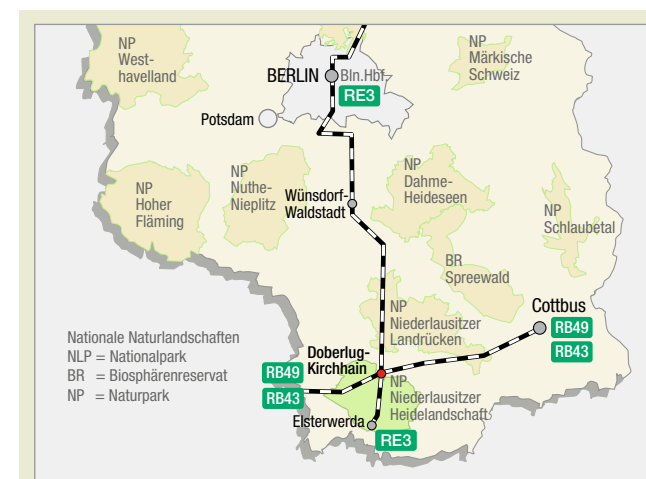 NP
West-
havelland
NP
Märkische
Schweiz
BERLIN
Bln.Hbf
RE3
Potsdam
NP
Hoher
Fläming
NP
Nuthe-
Nieplitz
Wünsdorf-
Waldstadt
NP
Dahme-
Heideseen
NP
Schlaubetal
BR
Spreewald
NP
Niederlausitzer
Landrücken
Cottbus
RB49
RB43
Nationale Naturlandschaften
NLP = Nationalpark
BR = Biosphärenreservat
NP = Naturpark
Doberlug-
Kirchhain
RB49
RB43
NP
Niederlausitzer
Heidelandschaft
Elsterwerda
RE3